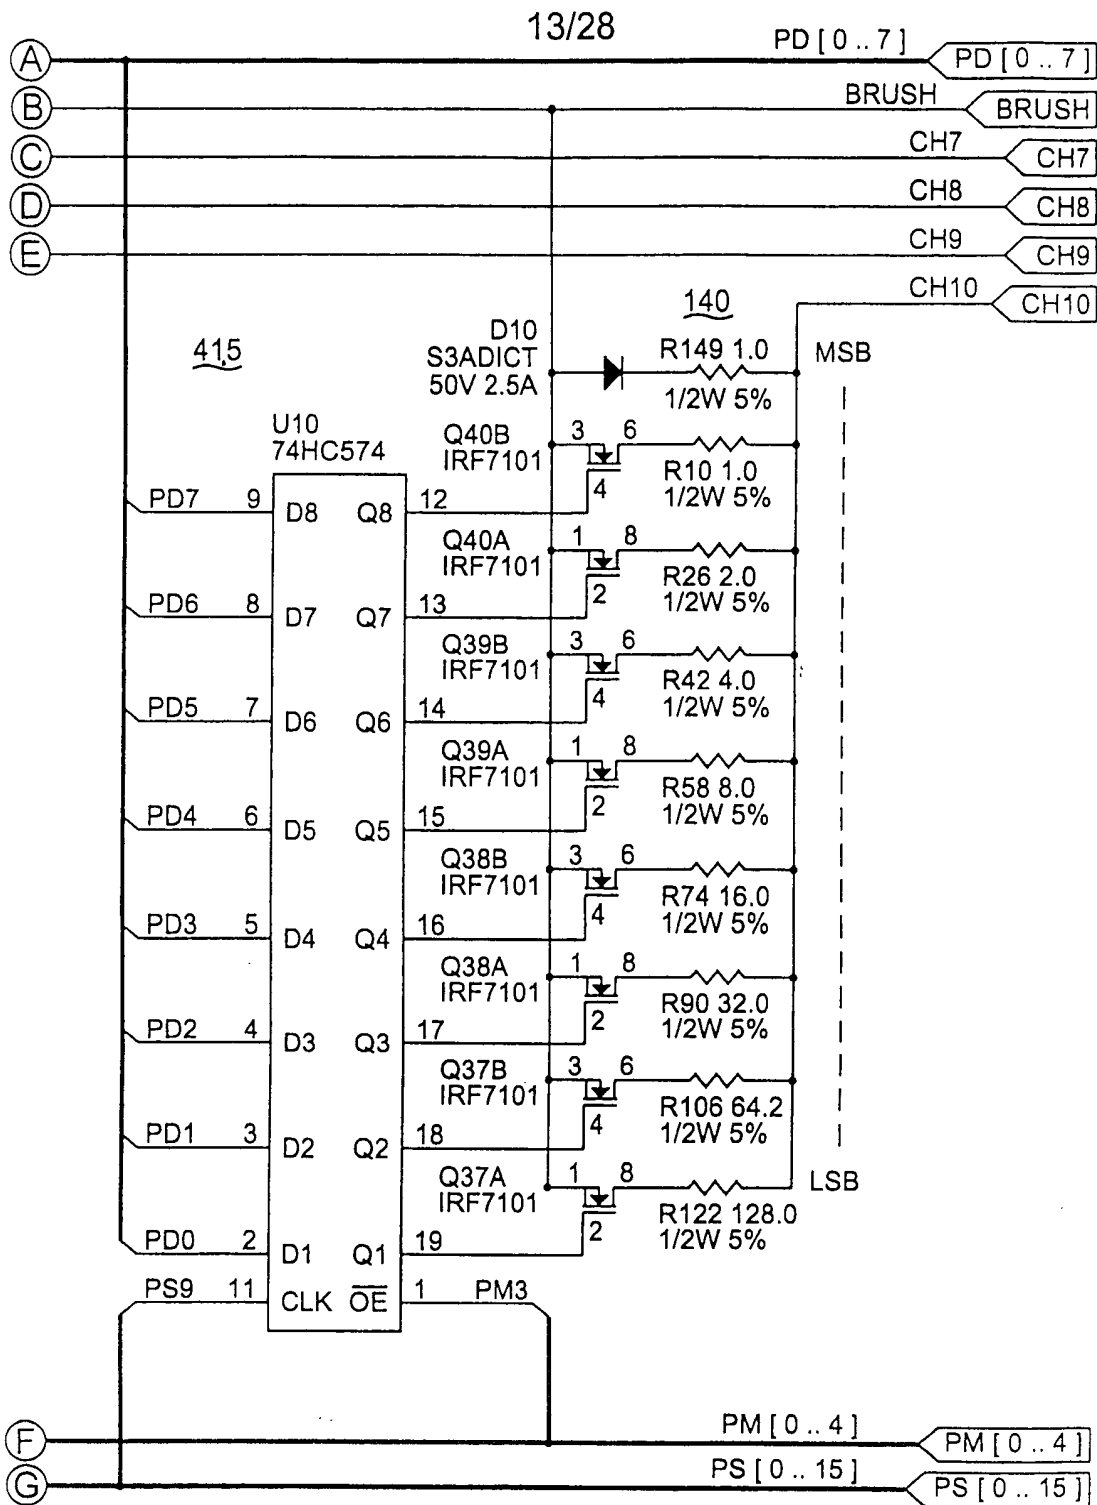 13/28
A PD [ 0 .. 7 ] PD [ 0 .. 7 ]
B BRUSH BRUSH
C CH7 CH7
D CH8 CH8
E CH9 CH9
CH10 CH10
415
140
D10
S3ADICT
50V 2.5A
R149 1.0
1/2W 5%
MSB
U10
74HC574
Q40B
IRF7101
3 6
4
R10 1.0
1/2W 5%
PD7 9 D8 Q8 12
Q40A
IRF7101
1 8
2
R26 2.0
1/2W 5%
PD6 8 D7 Q7 13
Q39B
IRF7101
3 6
4
R42 4.0
1/2W 5%
PD5 7 D6 Q6 14
Q39A
IRF7101
1 8
2
R58 8.0
1/2W 5%
PD4 6 D5 Q5 15
Q38B
IRF7101
3 6
4
R74 16.0
1/2W 5%
PD3 5 D4 Q4 16
Q38A
IRF7101
1 8
2
R90 32.0
1/2W 5%
PD2 4 D3 Q3 17
Q37B
IRF7101
3 6
4
R106 64.2
1/2W 5%
PD1 3 D2 Q2 18
Q37A
IRF7101
1 8
2
LSB
R122 128.0
1/2W 5%
PD0 2 D1 Q1 19
PS9 11 CLK OE 1 PM3
F PM [ 0 .. 4 ] PM [ 0 .. 4 ]
G PS [ 0 .. 15 ] PS [ 0 .. 15 ]